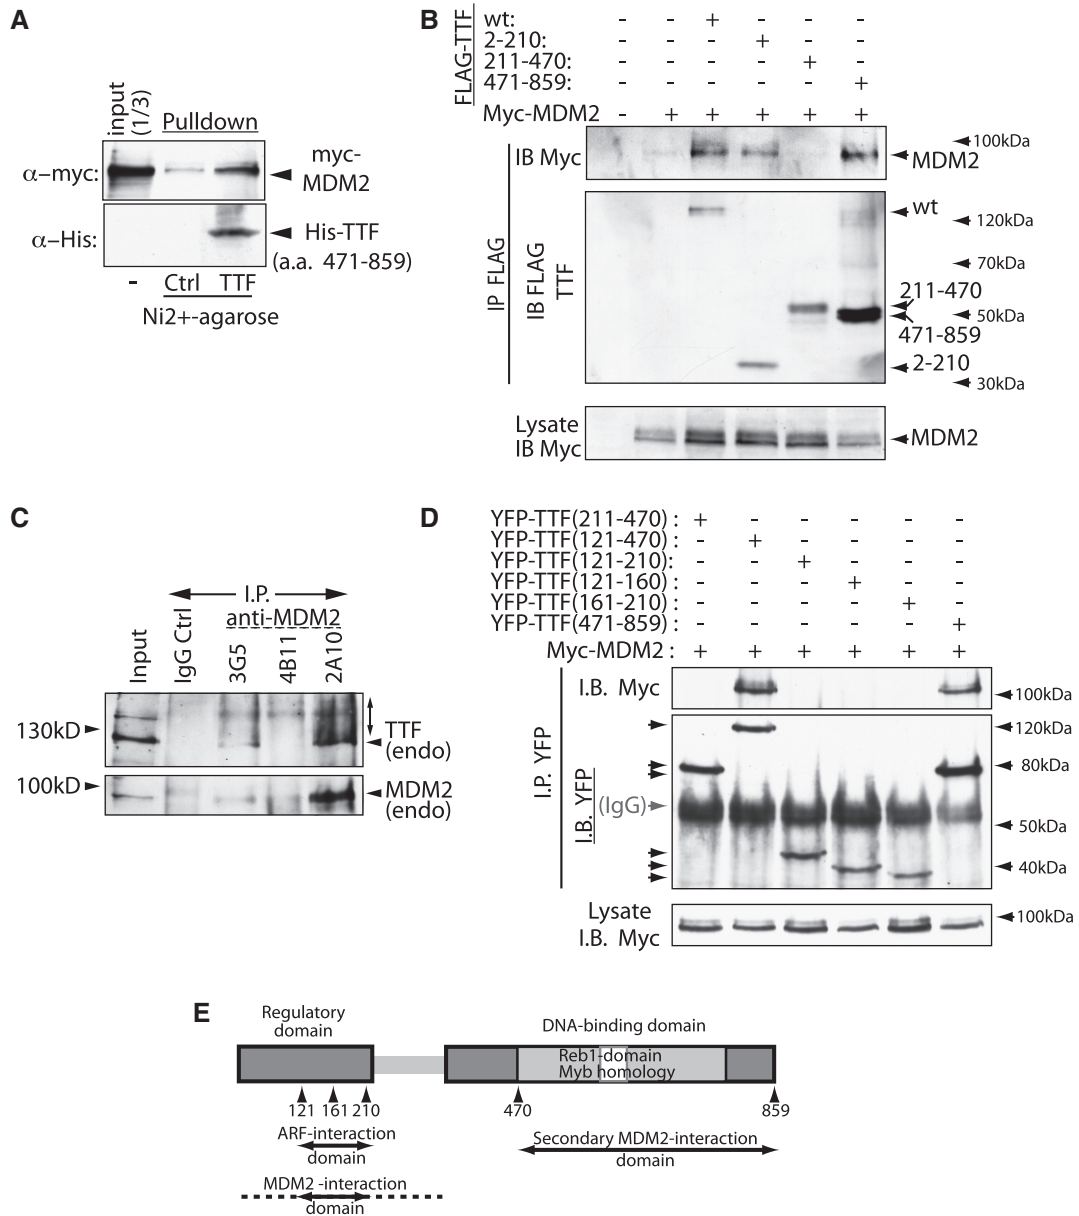 A
input
(1/3)
Pulldown
α–myc:
myc-
MDM2
α–His:
His-TTF
(a.a. 471-859)
- Ctrl TTF
Ni2+-agarose
B
FLAG-TTF
wt: - - + - - -
2-210: - - - + - -
211-470: - - - - + -
471-859: - - - - - +
Myc-MDM2 - + + + + +
IP FLAG
IB Myc
100kDa
MDM2
IB FLAG
TTF
wt
120kDa
70kDa
211-470
50kDa
471-859
2-210
30kDa
Lysate
IB Myc
MDM2
C
I.P.
anti-MDM2
Input
IgG Ctrl
3G5
4B11
2A10
130kD
TTF
(endo)
100kD
MDM2
(endo)
D
YFP-TTF(211-470) : + - - - - -
YFP-TTF(121-470) : - + - - - -
YFP-TTF(121-210): - - + - - -
YFP-TTF(121-160) : - - - + - -
YFP-TTF(161-210) : - - - - + -
YFP-TTF(471-859) : - - - - - +
Myc-MDM2 : + + + + + +
I.P. YFP
I.B. Myc
100kDa
I.B. YFP
120kDa
80kDa
(IgG)
50kDa
40kDa
Lysate
I.B. Myc
100kDa
E
Regulatory
domain
DNA-binding domain
Reb1-domain
Myb homology
121 161 210 470 859
ARF-interaction
domain
Secondary MDM2-interaction
domain
MDM2 -interaction
domain